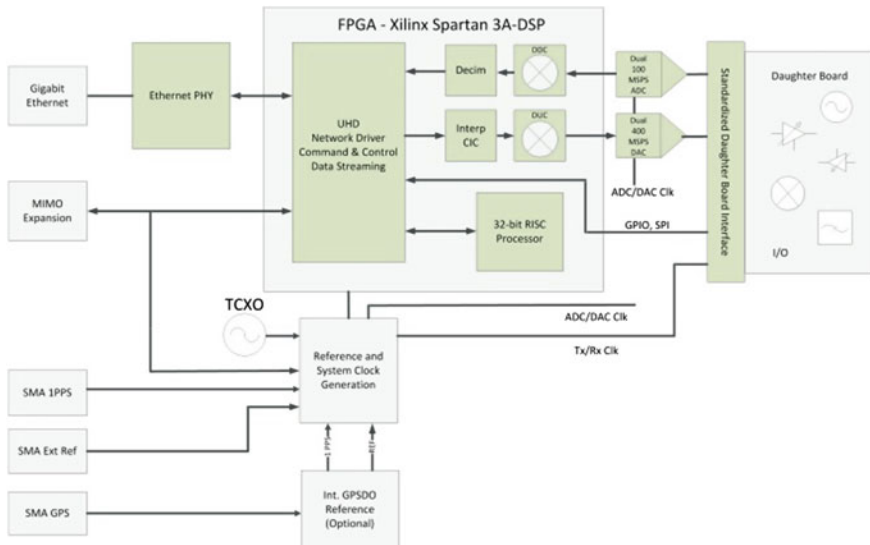 FPGA - Xilinx Spartan 3A-DSP
Gigabit
Ethernet
Ethernet PHY
UHD
Network Driver
Command & Control
Data Streaming
Decim
DDC
Dual
100
MSPS
ADC
Interp
CIC
DUC
Dual
400
MSPS
DAC
ADC/DAC Clk
Standardized Daughter Board Interface
Daughter Board
I/O
MIMO
Expansion
GPIO, SPI
32-bit RISC
Processor
TCXO
ADC/DAC Clk
Tx/Rx Clk
Reference and
System Clock
Generation
SMA 1PPS
SMA Ext Ref
1 PPS
REF
SMA GPS
Int. GPSDO
Reference
(Optional)